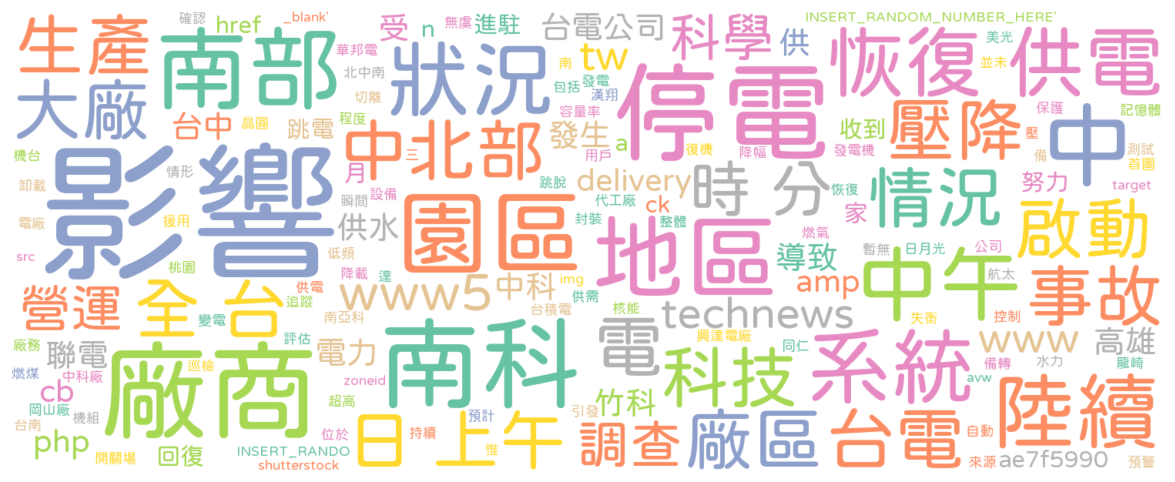 確認
href
_blank'
受
n
無虞
進駐
台電公司
科學
供
INSERT_RANDOM_NUMBER_HERE'
美光
生產
南部
華邦電
狀況
南
tw
並未
恢復
供電
大廠
北中南
切離
包括
發電
漢翔
停電
保護
記憶體
台中
晶圓
跳電
程度
容量率
收到
壓降
壓
中
機台
情形
影響
中北部
三
發生
a
用戶
復機
降幅
發電機
備
測試
首圖
卸載
月
設備
跳脫
delivery
時 分
恢復
情況
努力
target
電廠
援用
瞬間
供水
園區
代工廠
ck
家
啟動
封裝
整體
地區
燃氣
src
桃園
低頻
降載
達
導致
暫無
日月光
公司
供電
追蹤
www5
中科
img
供需
amp
中午
航太
事故
營運
全台
變電
南亞科
台積電
核能
technews
失衡
控制
www
高雄
廠務
聯電
評估
電力
南科
電
興達電廠
同仁
系統
備轉
水力
龍崎
燃煤
中科廠
巡檢
廠商
zoneid
科技
avw
陸續
cb
超高
竹科
岡山廠
機組
引發
自動
台南
php
位於
日
持續
預計
上午
調查
廠區
台電
開關場
回復
INSERT_RANDO
惟
來源
ae7f5990
預警
shutterstock